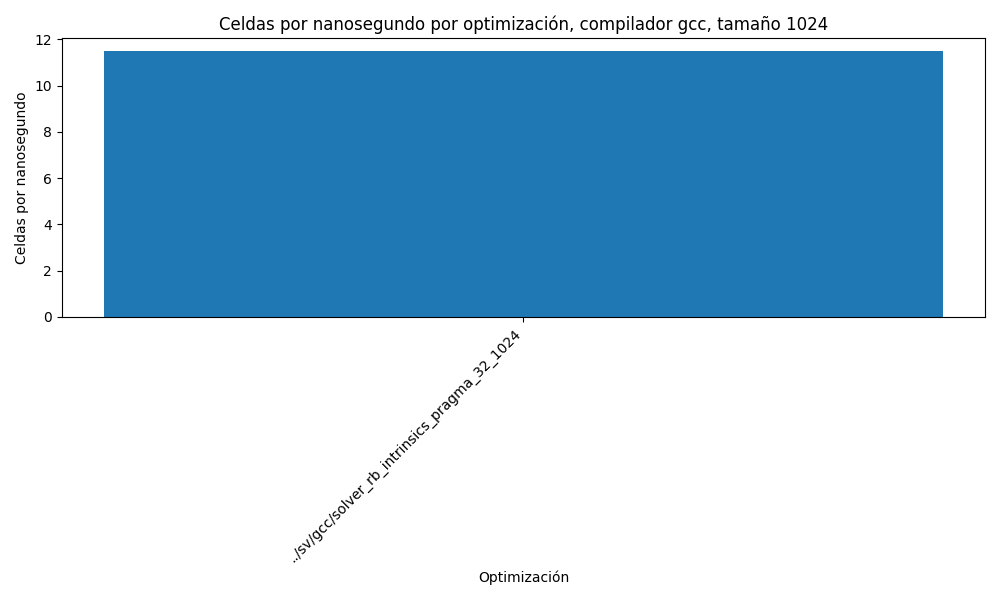 Celdas por nanosegundo por optimización, compilador gcc, tamaño 1024
Celdas por nanosegundo
12
10
8
6
4
2
0
../sv/gcc/solver_rb_intrinsics_pragma_32_1024
Optimización